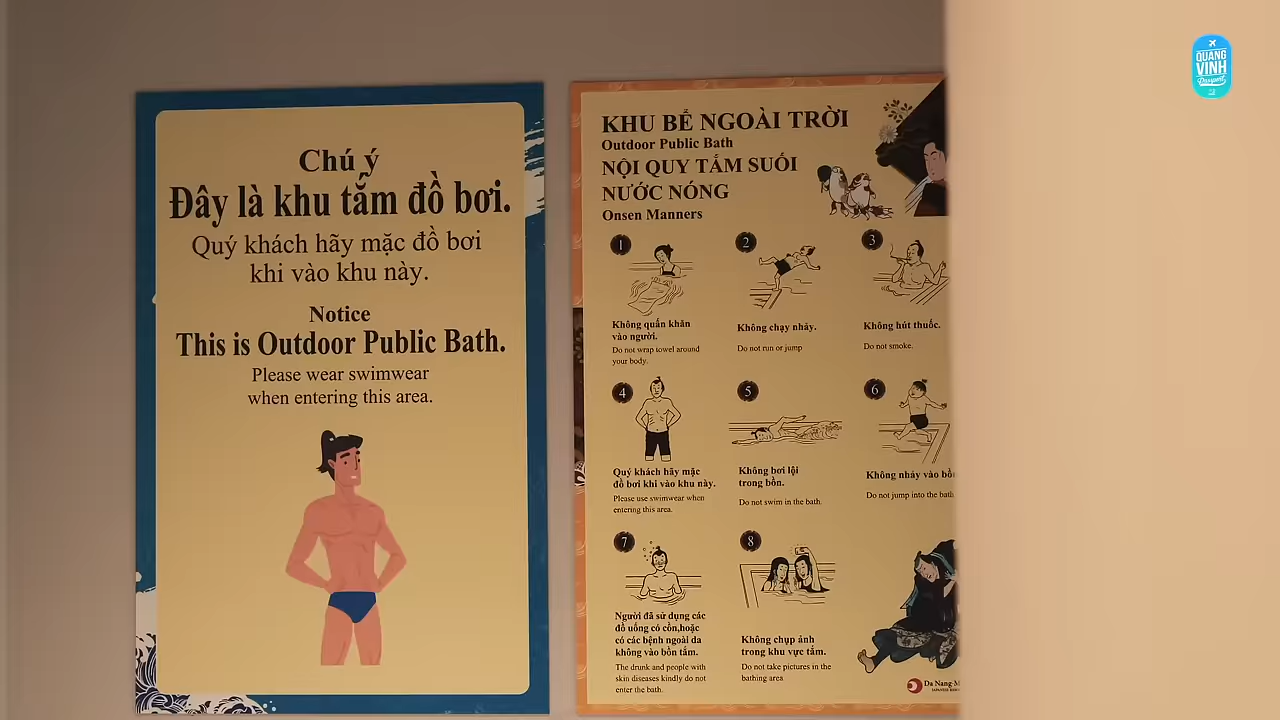 QUANG
VINH
Passport
Chú ý
Đây là khu tắm đồ bơi.
Quý khách hãy mặc đồ bơi
khi vào khu này.
Notice
This is Outdoor Public Bath.
Please wear swimwear
when entering this area.
KHU BỂ NGOÀI TRỜI
Outdoor Public Bath
NỘI QUY TẮM SUỐI
NƯỚC NÓNG
Onsen Manners
1
Không quấn khăn
vào người.
Do not wrap towel around
your body.
2
Không chạy nhảy.
Do not run or jump
3
Không hút thuốc.
Do not smoke.
4
Quý khách hãy mặc
đồ bơi khi vào khu này.
Please use swimwear when
entering this area.
5
Không bơi lội
trong bồn.
Do not swim in the bath.
6
Không nhảy vào
Do not jump into the bath
7
Người đã sử dụng các
đồ uống có cồn,hoặc
có các bệnh ngoài da
không vào bồn tắm.
The drunk and people with
skin diseases kindly do not
enter the bath.
8
Không chụp ảnh
trong khu vực tắm.
Do not take pictures in the
bathing area
Da Nang